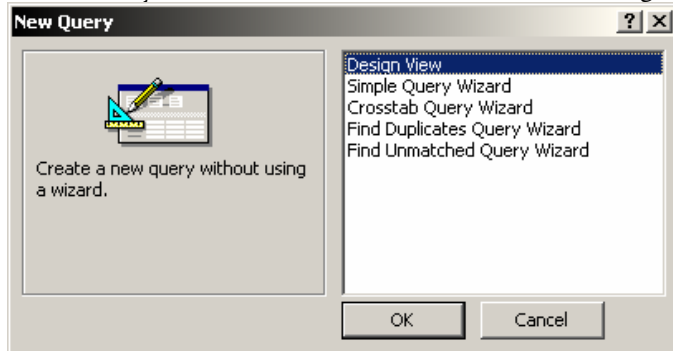 New Query
Design View
Simple Query Wizard
Crosstab Query Wizard
Find Duplicates Query Wizard
Find Unmatched Query Wizard
Create a new query without using
a wizard.
OK
Cancel